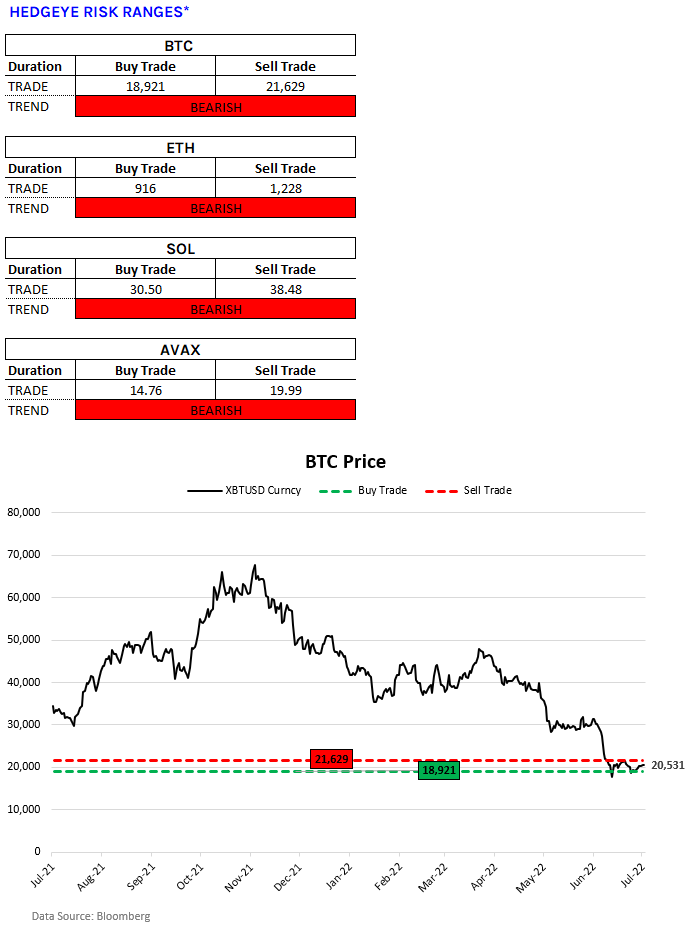 HEDGEYE RISK RANGES*
BTC
Duration Buy Trade Sell Trade
TRADE 18,921 21,629
TREND BEARISH
ETH
Duration Buy Trade Sell Trade
TRADE 916 1,228
TREND BEARISH
SOL
Duration Buy Trade Sell Trade
TRADE 30.50 38.48
TREND BEARISH
AVAX
Duration Buy Trade Sell Trade
TRADE 14.76 19.99
TREND BEARISH
BTC Price
XBTUSD Curncy Buy Trade Sell Trade
80,000
70,000
60,000
50,000
40,000
30,000
21,629
20,000 18,921 20,531
10,000
0
Jul-21 Aug-21 Sep-21 Oct-21 Nov-21 Dec-21 Jan-22 Feb-22 Mar-22 Apr-22 May-22 Jun-22 Jul-22
Data Source: Bloomberg